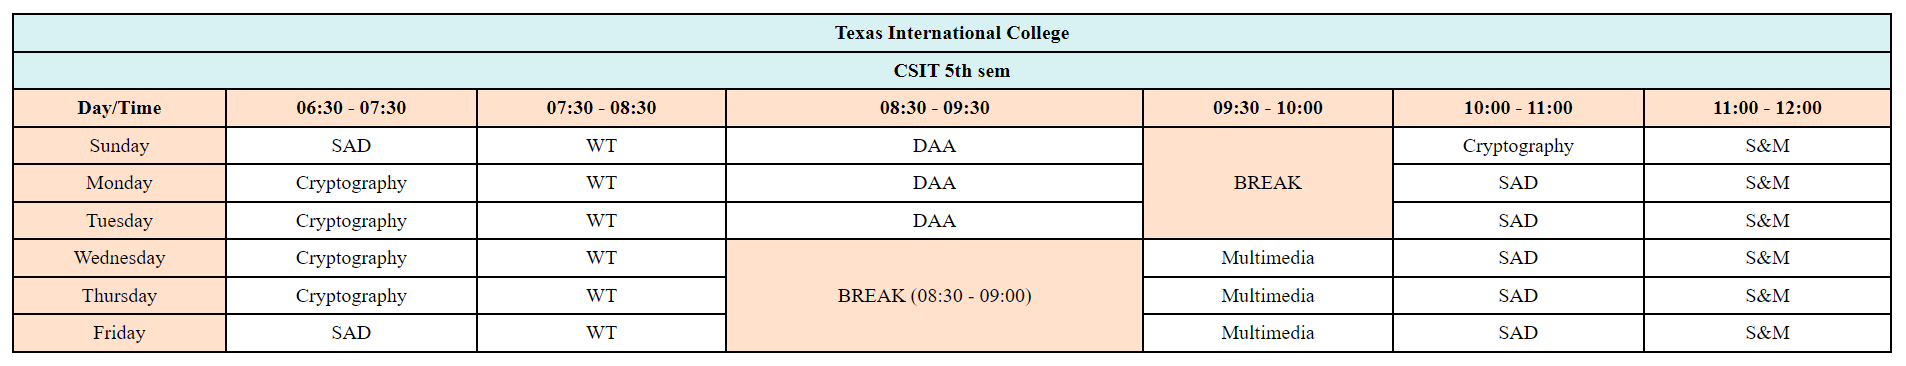 Texas International College
CSIT 5th sem
Day/Time 06:30 - 07:30 07:30 - 08:30 08:30 - 09:30 09:30 - 10:00 10:00 - 11:00 11:00 - 12:00
Sunday SAD WT DAA Cryptography S&M
Monday Cryptography WT DAA BREAK SAD S&M
Tuesday Cryptography WT DAA SAD S&M
Wednesday Cryptography WT Multimedia SAD S&M
Thursday Cryptography WT BREAK (08:30 - 09:00) Multimedia SAD S&M
Friday SAD WT Multimedia SAD S&M